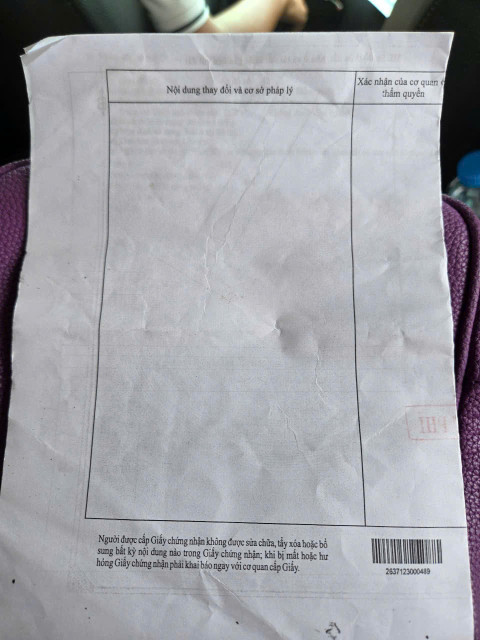 Nội dung thay đổi và cơ sở pháp lý
Xác nhận của cơ quan
thẩm quyền
Người được cấp Giấy chứng nhận không được sửa chữa, tẩy xóa hoặc bổ
sung bất kỳ nội dung nào trong Giấy chứng nhận; khi bị mất hoặc hư
hỏng Giấy chứng nhận phải khai báo ngay với cơ quan cấp Giấy.
2637123000489